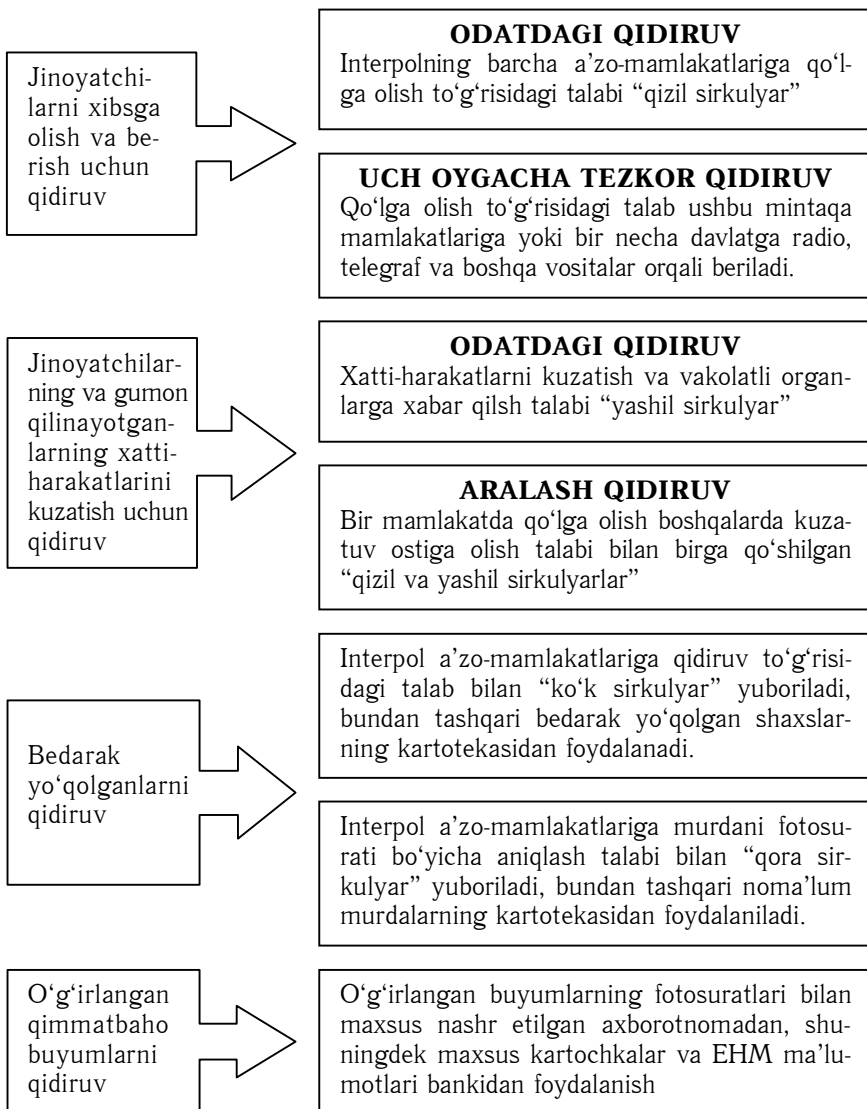 Jinoyatchi-
larni xibsga
olish va be-
rish uchun
qidiruv
ODATDAGI QIDIRUV
Interpolning barcha a'zo-mamlakatlariga qo‘l-
ga olish to‘g‘risidagi talabi “qizil sirkulyar”
UCH OYGACHA TEZKOR QIDIRUV
Qo‘lga olish to‘g‘risidagi talab ushbu mintaqa
mamlakatlariga yoki bir necha davlatga radio,
telegraf va boshqa vositalar orqali beriladi.
Jinoyatchilar-
ning va gumon
qilinayotgan-
larning xatti-
harakatlarini
kuzatish uchun
qidiruv
ODATDAGI QIDIRUV
Xatti-harakatlarni kuzatish va vakolatli organ-
larga xabar qilsh talabi “yashil sirkulyar”
ARALASH QIDIRUV
Bir mamlakatda qo‘lga olish boshqalarda kuza-
tuv ostiga olish talabi bilan birga qo‘shilgan
“qizil va yashil sirkulyarlar”
Bedarak
yo‘qolganlarni
qidiruv
Interpol a'zo-mamlakatlariga qidiruv to‘g‘risi-
dagi talab bilan “ko‘k sirkulyar” yuboriladi,
bundan tashqari bedarak yo‘qolgan shaxslar-
ning kartotekasidan foydalanadi.
Interpol a'zo-mamlakatlariga murdani fotosu-
rati bo‘yicha aniqlash talabi bilan “qora sir-
kulyar” yuboriladi, bundan tashqari noma’lum
murdalarning kartotekasidan foydalaniladi.
O‘g‘irlangan
qimmatbaho
buyumlarni
qidiruv
O‘g‘irlangan buyumlarning fotosuratlari bilan
maxsus nashr etilgan axborotnomadan, shu-
ningdek maxsus kartochkalar va EHM ma’lu-
motlari bankidan foydalanish